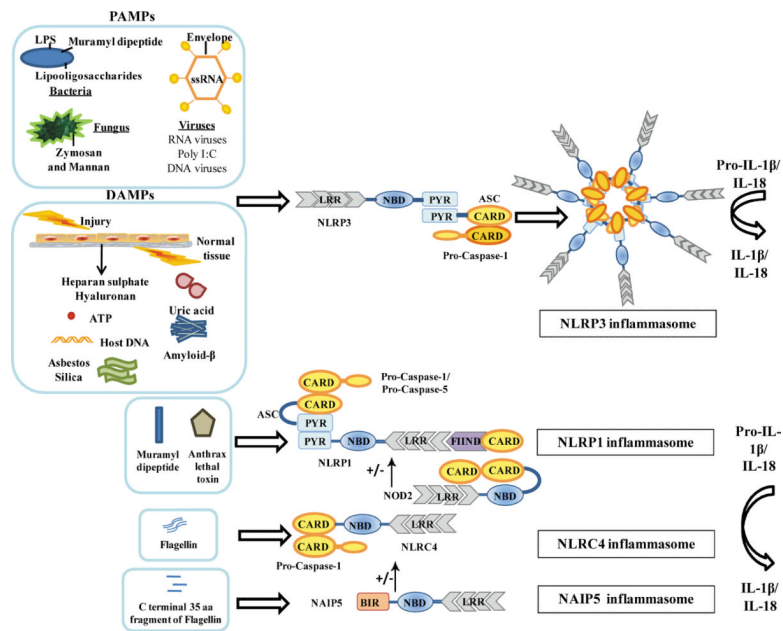 PAMPs
LPS
Muramyl dipeptide
Lipooligosaccharides
Bacteria
Envelope
ssRNA
Fungus
Zymosan
and Mannan
Viruses
RNA viruses
Poly I:C
DNA viruses
DAMPs
Injury
Normal
tissue
Heparan sulphate
Hyaluronan
ATP
Uric acid
Host DNA
Amyloid-β
Asbestos
Silica
LRR
NBD
PYR
NLRP3
ASC
PYR
CARD
CARD
Pro-Caspase-1
Pro-IL-1β/
IL-18
IL-1β/
IL-18
NLRP3 inflammasome
Muramyl
dipeptide
Anthrax
lethal
toxin
CARD
Pro-Caspase-1/
Pro-Caspase-5
CARD
ASC
PYR
PYR
NBD
LRR
FIIND
CARD
NLRP1
NLRP1 inflammasome
+/-
NOD2
CARD
CARD
LRR
NBD
Pro-IL-
1β/
IL-18
Flagellin
CARD
NBD
LRR
CARD
NLRC4
Pro-Caspase-1
NLRC4 inflammasome
+/-
C terminal 35 aa
fragment of Flagellin
NAIP5
BIR
NBD
LRR
NAIP5 inflammasome
IL-1β/
IL-18